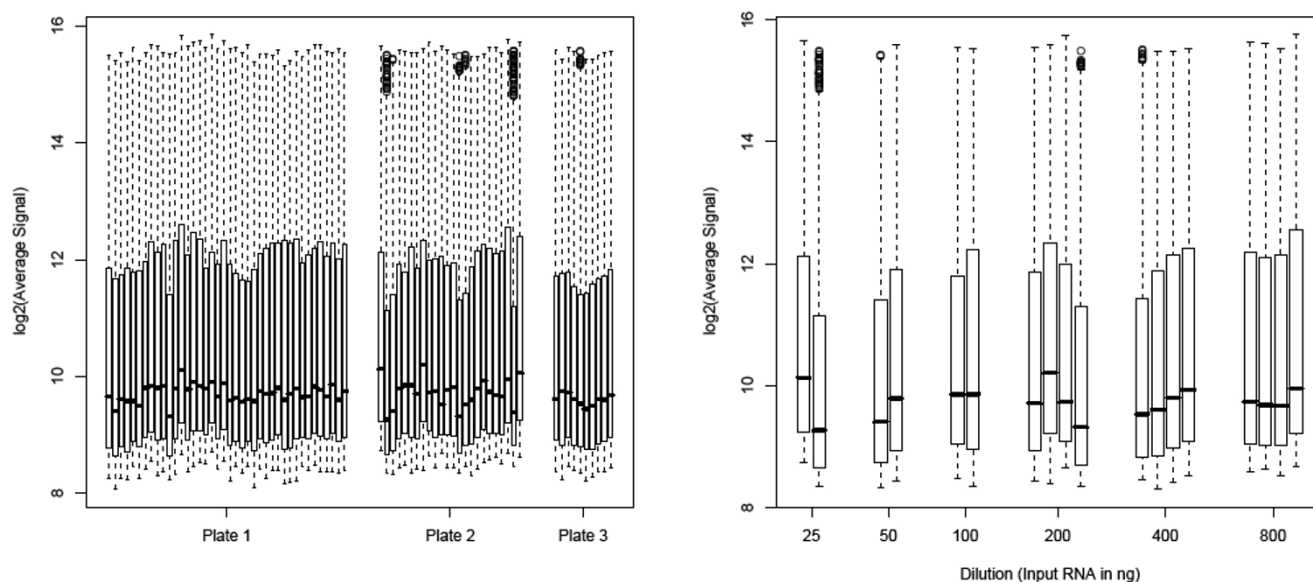 16
14
12
10
8
log2(Average Signal)
Plate 1 Plate 2 Plate 3
16
14
12
10
8
log2(Average Signal)
25 50 100 200 400 800
Dilution (Input RNA in ng)